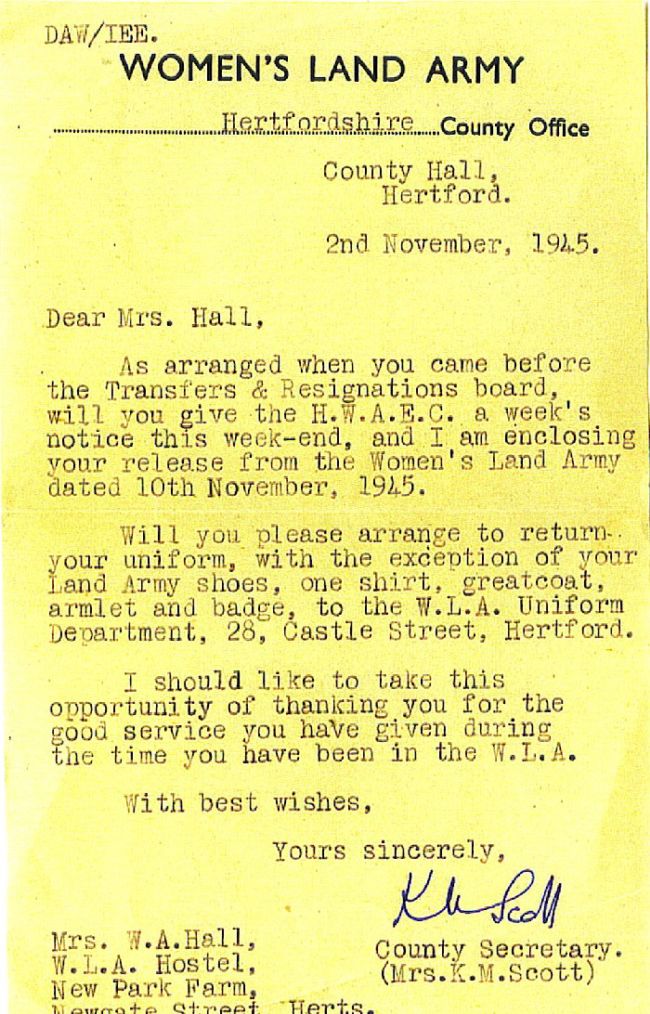 DAW/IEE.
WOMEN'S LAND ARMY
Hertfordshire County Office
County Hall,
Hertford.
2nd November, 1945.
Dear Mrs. Hall,
As arranged when you came before
the Transfers & Resignations board,
will you give the H.W.A.E.C. a week's
notice this week-end, and I am enclosing
your release from the Women's Land Army
dated 10th November, 1945.
Will you please arrange to return
your uniform, with the exception of your
Land Army shoes, one shirt, greatcoat,
armlet and badge, to the W.L.A. Uniform
Department, 28, Castle Street, Hertford.
I should like to take this
opportunity of thanking you for the
good service you have given during
the time you have been in the W.L.A.
With best wishes,
Yours sincerely,
K M Scott
County Secretary.
(Mrs.K.M.Scott)
Mrs. W.A.Hall,
W.L.A. Hostel,
New Park Farm,
Newgate Street, Herts.